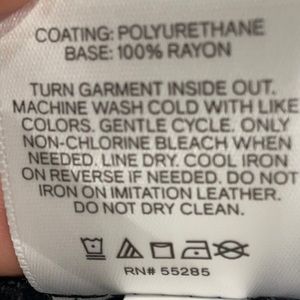 COATING: POLYURETHANE
BASE: 100% RAYON
TURN GARMENT INSIDE OUT.
MACHINE WASH COLD WITH LIKE
COLORS. GENTLE CYCLE. ONLY
NON-CHLORINE BLEACH WHEN
NEEDED. LINE DRY. COOL IRON
ON REVERSE IF NEEDED. DO NOT
IRON ON IMITATION LEATHER.
DO NOT DRY CLEAN.
RN# 55285